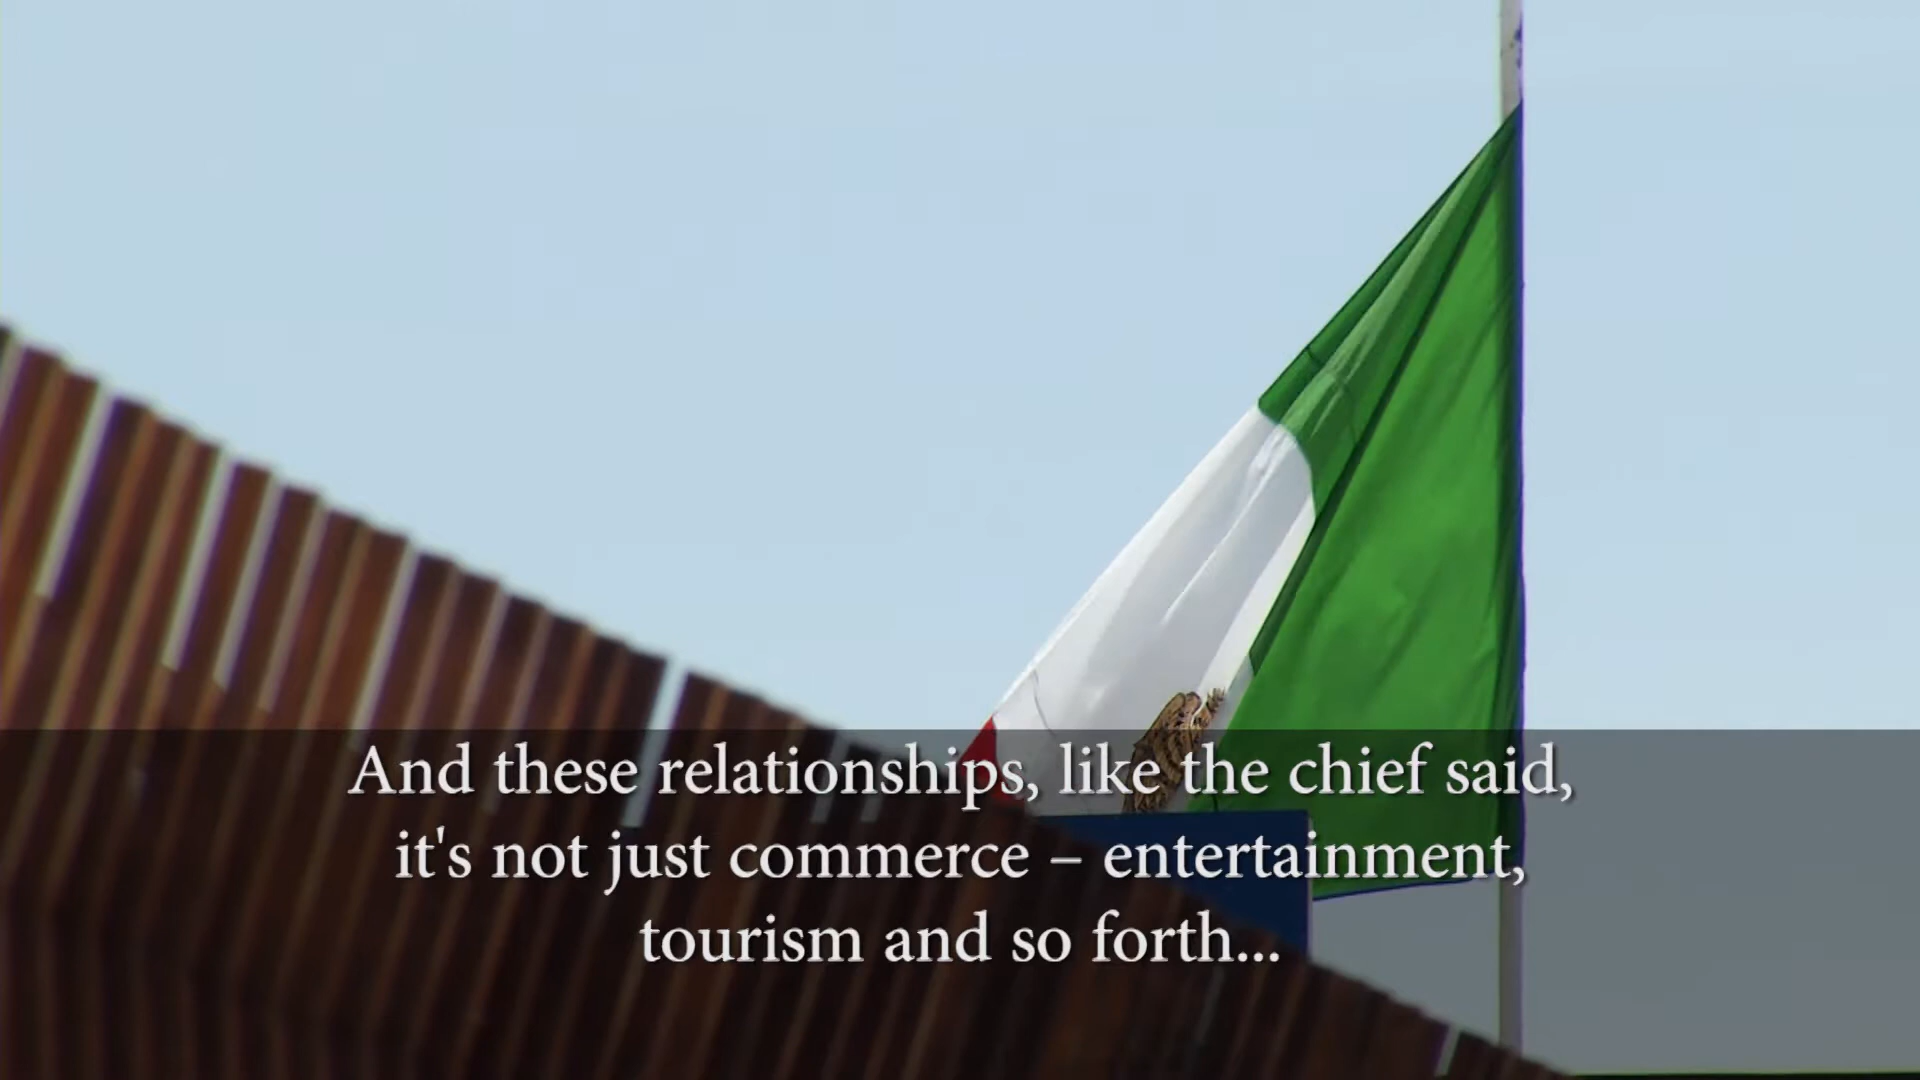 And these relationships, like the chief said,
it's not just commerce – entertainment,
tourism and so forth...